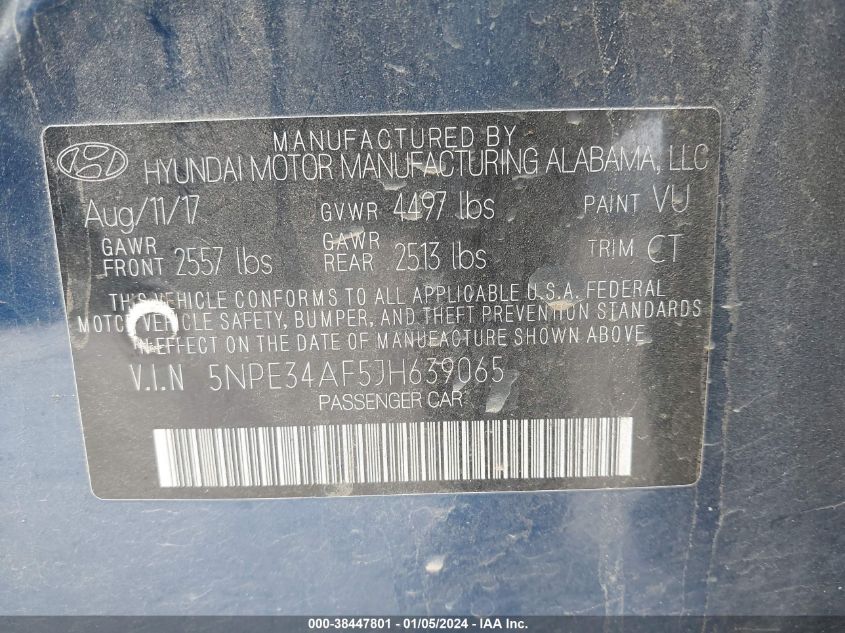 MANUFACTURED BY
HYUNDAI MOTOR MANUFACTURING ALABAMA, LLC
Aug/11/17 GVWR 4497 lbs PAINT VU
GAWR FRONT 2557 lbs GAWR REAR 2513 lbs TRIM CT
THIS VEHICLE CONFORMS TO ALL APPLICABLE U.S.A. FEDERAL
MOTOR VEHICLE SAFETY, BUMPER, AND THEFT PREVENTION STANDARDS
IN EFFECT ON THE DATE OF MANUFACTURE SHOWN ABOVE
V.I.N 5NPE34AF5JH639065
PASSENGER CAR
000-38447801 - 01/05/2024 - IAA Inc.